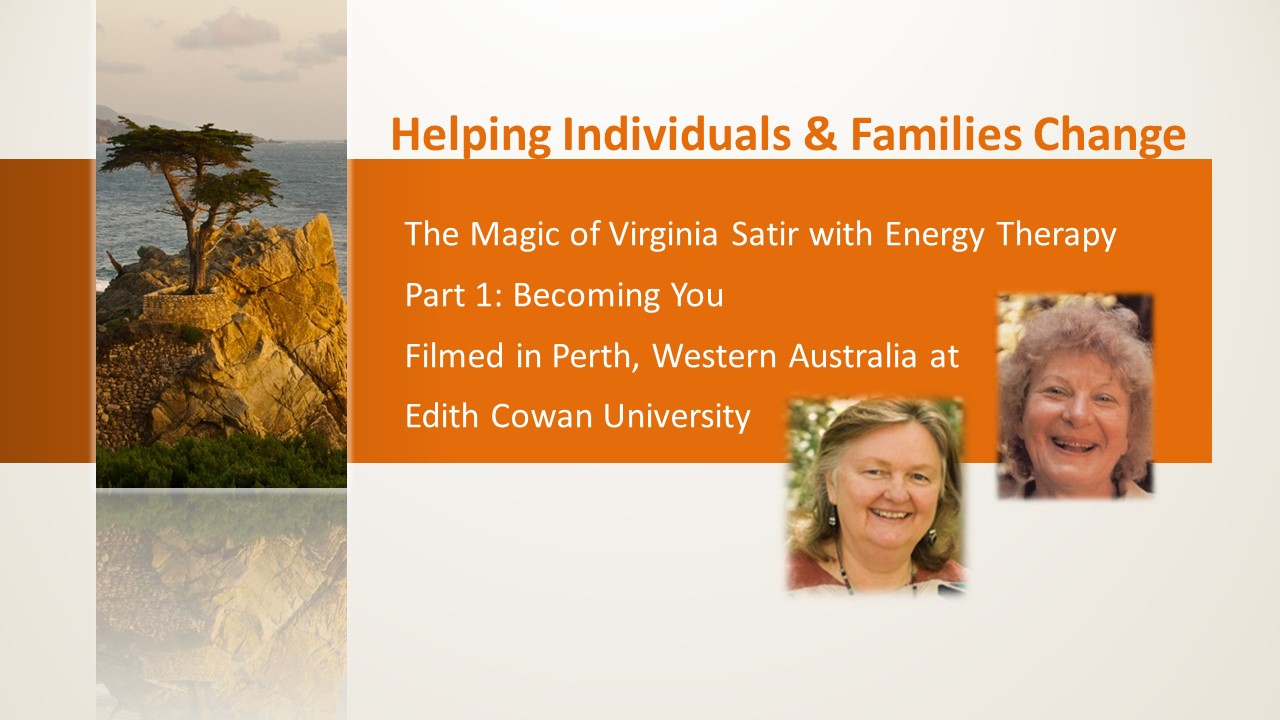 Helping Individuals & Families Change
The Magic of Virginia Satir with Energy Therapy
Part 1: Becoming You
Filmed in Perth, Western Australia at
Edith Cowan University